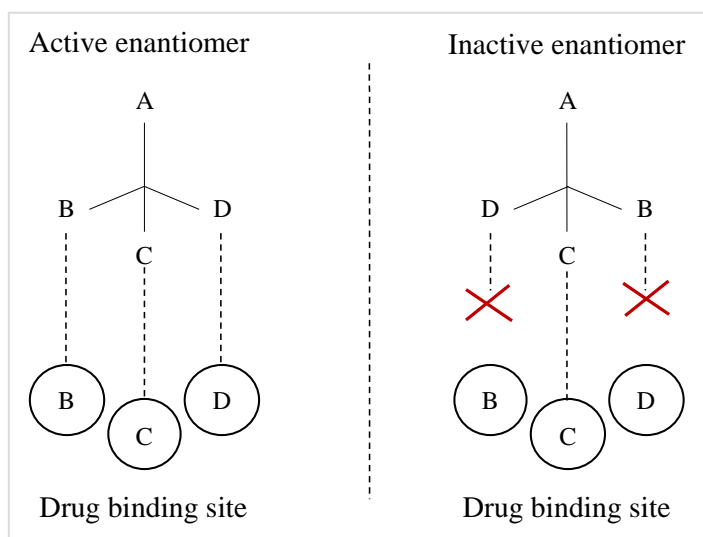 Active enantiomer
A
B D
C
B D
C
Drug binding site
Inactive enantiomer
A
D B
C
B D
C
Drug binding site